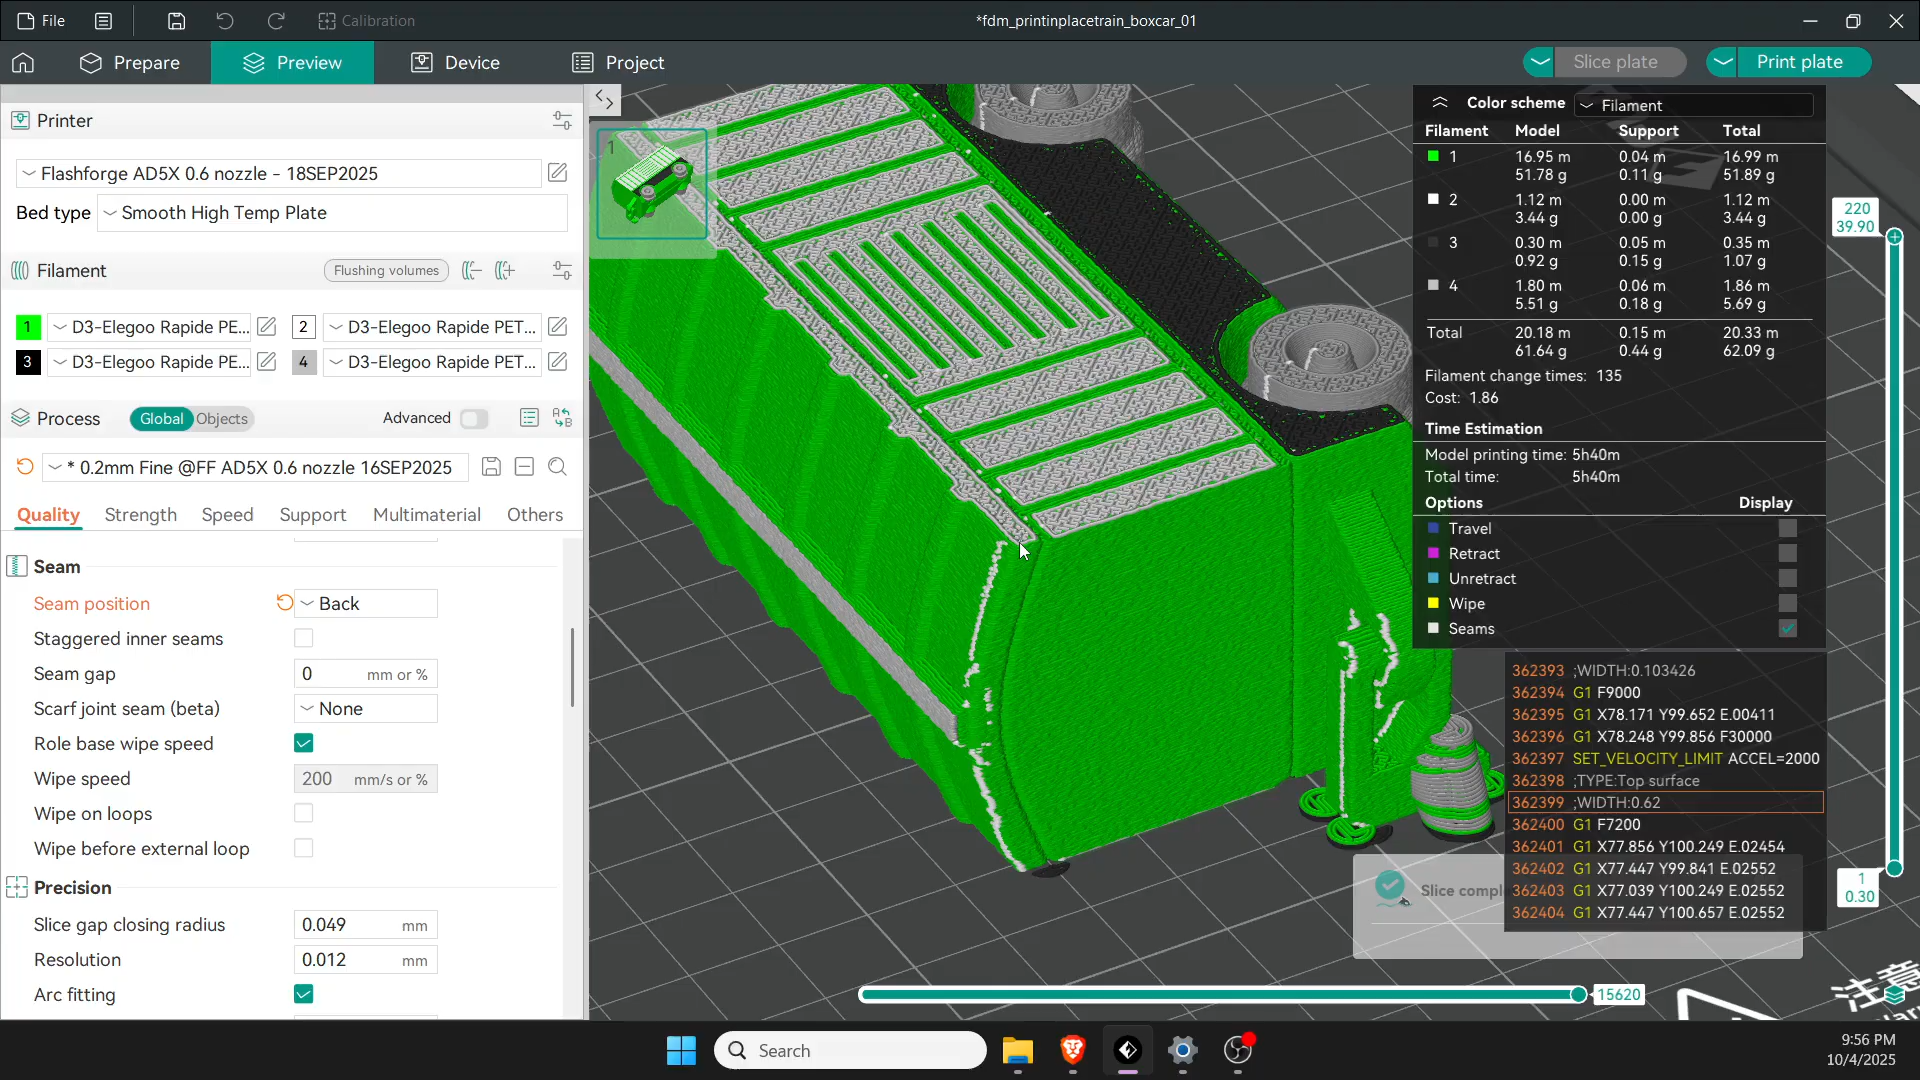 File
Calibration
*fdm_printinplacetrain_boxcar_01
Prepare
Preview
Device
Project
Slice plate
Print plate
Printer
Flashforge AD5X 0.6 nozzle - 18SEP2025
Bed type
Smooth High Temp Plate
Filament
Flushing volumes
1 D3-Elegoo Rapide PE...
2 D3-Elegoo Rapide PET...
3 D3-Elegoo Rapide PE...
4 D3-Elegoo Rapide PET...
Process
Global
Objects
Advanced
* 0.2mm Fine @FF AD5X 0.6 nozzle 16SEP2025
Quality
Strength
Speed
Support
Multimaterial
Others
Seam
Seam position
Back
Staggered inner seams
Seam gap
0 mm or %
Scarf joint seam (beta)
None
Role base wipe speed
Wipe speed
200 mm/s or %
Wipe on loops
Wipe before external loop
Precision
Slice gap closing radius
0.049 mm
Resolution
0.012 mm
Arc fitting
1
Color scheme
Filament
Filament Model Support Total
1 16.95 m 0.04 m 16.99 m
51.78 g 0.11 g 51.89 g
2 1.12 m 0.00 m 1.12 m
3.44 g 0.00 g 3.44 g
3 0.30 m 0.05 m 0.35 m
0.92 g 0.15 g 1.07 g
4 1.80 m 0.06 m 1.86 m
5.51 g 0.18 g 5.69 g
Total 20.18 m 0.15 m 20.33 m
61.64 g 0.44 g 62.09 g
Filament change times: 135
Cost: 1.86
Time Estimation
Model printing time: 5h40m
Total time: 5h40m
Options Display
Travel
Retract
Unretract
Wipe
Seams
220
39.90
362393 ;WIDTH:0.103426
362394 G1 F9000
362395 G1 X78.171 Y99.652 E.00411
362396 G1 X78.248 Y99.856 F30000
362397 SET_VELOCITY_LIMIT ACCEL=2000
362398 ;TYPE:Top surface
362399 ;WIDTH:0.62
362400 G1 F7200
362401 G1 X77.856 Y100.249 E.02454
362402 G1 X77.447 Y99.841 E.02552
362403 G1 X77.039 Y100.249 E.02552
362404 G1 X77.447 Y100.657 E.02552
Slice comple
1
0.30
15620
注意
Search
9:56 PM
10/4/2025